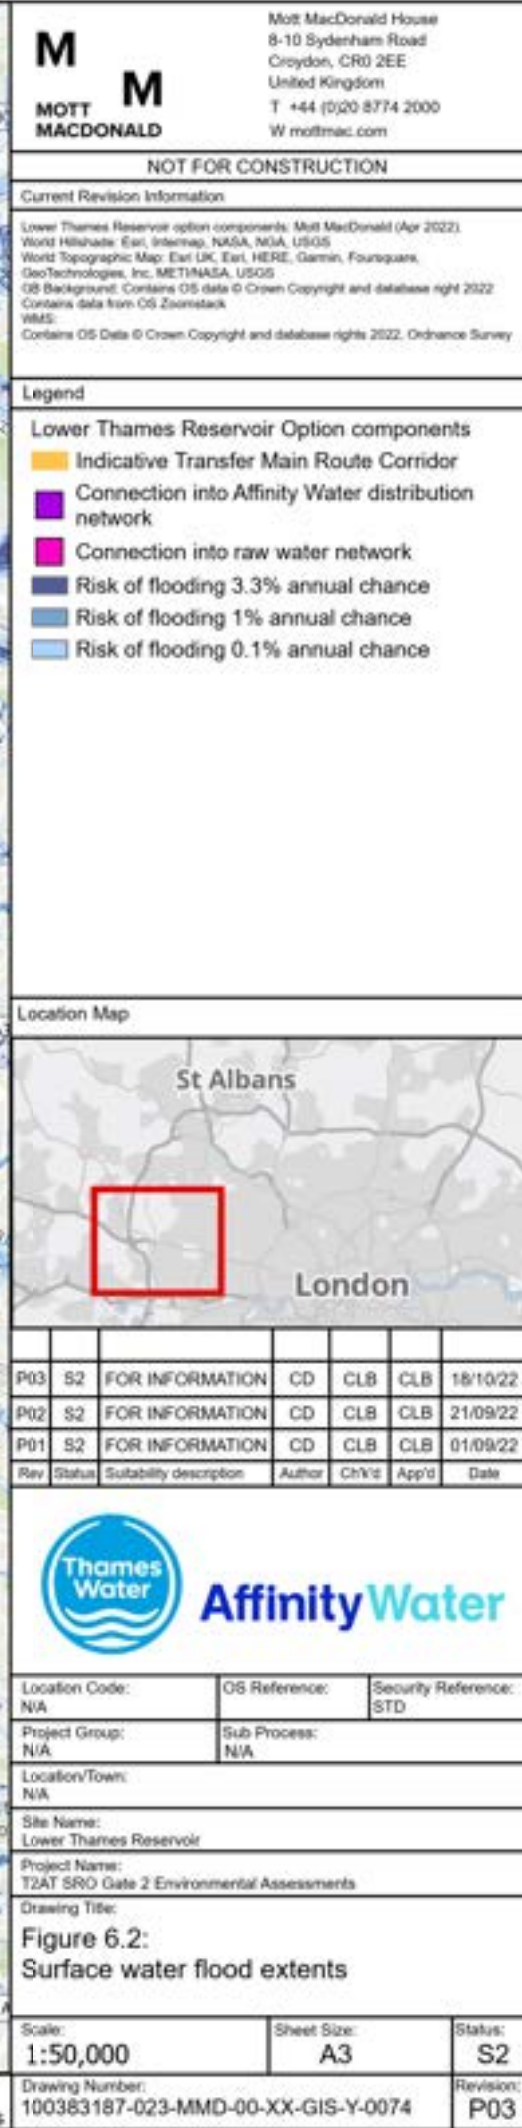 M
M
MOTT
MACDONALD
Mott MacDonald House
8-10 Sydenham Road
Croydon, CR0 2EE
United Kingdom
T +44 (0)20 8774 2000
W mottmac.com
NOT FOR CONSTRUCTION
Current Revision Information
Lower Thames Reservoir option components: Mott MacDonald (Apr 2022).
World Hillshade: Esri, Intermap, NASA, NGA, USGS
World Topographic Map: Esri UK, Esri, HERE, Garmin, Foursquare,
GeoTechnologies, Inc, METI/NASA, USGS
GB Background: Contains OS data © Crown Copyright and database right 2022
Contains data from OS Zoomstack
WMS:
Contains OS Data © Crown Copyright and database rights 2022, Ordnance Survey
Legend
Lower Thames Reservoir Option components
Indicative Transfer Main Route Corridor
Connection into Affinity Water distribution
network
Connection into raw water network
Risk of flooding 3.3% annual chance
Risk of flooding 1% annual chance
Risk of flooding 0.1% annual chance
Location Map
St Albans
London
P03 S2 FOR INFORMATION CD CLB CLB 18/10/22
P02 S2 FOR INFORMATION CD CLB CLB 21/09/22
P01 S2 FOR INFORMATION CD CLB CLB 01/09/22
Rev Status Suitability description Author Ch'k'd App'd Date
Thames
Water
AffinityWater
Location Code: OS Reference: Security Reference:
N/A STD
Project Group: Sub Process:
N/A N/A
Location/Town:
N/A
Site Name:
Lower Thames Reservoir
Project Name:
T2AT SRO Gate 2 Environmental Assessments
Drawing Title:
Figure 6.2:
Surface water flood extents
Scale: Sheet Size: Status:
1:50,000 A3 S2
Drawing Number: Revision:
100383187-023-MMD-00-XX-GIS-Y-0074 P03